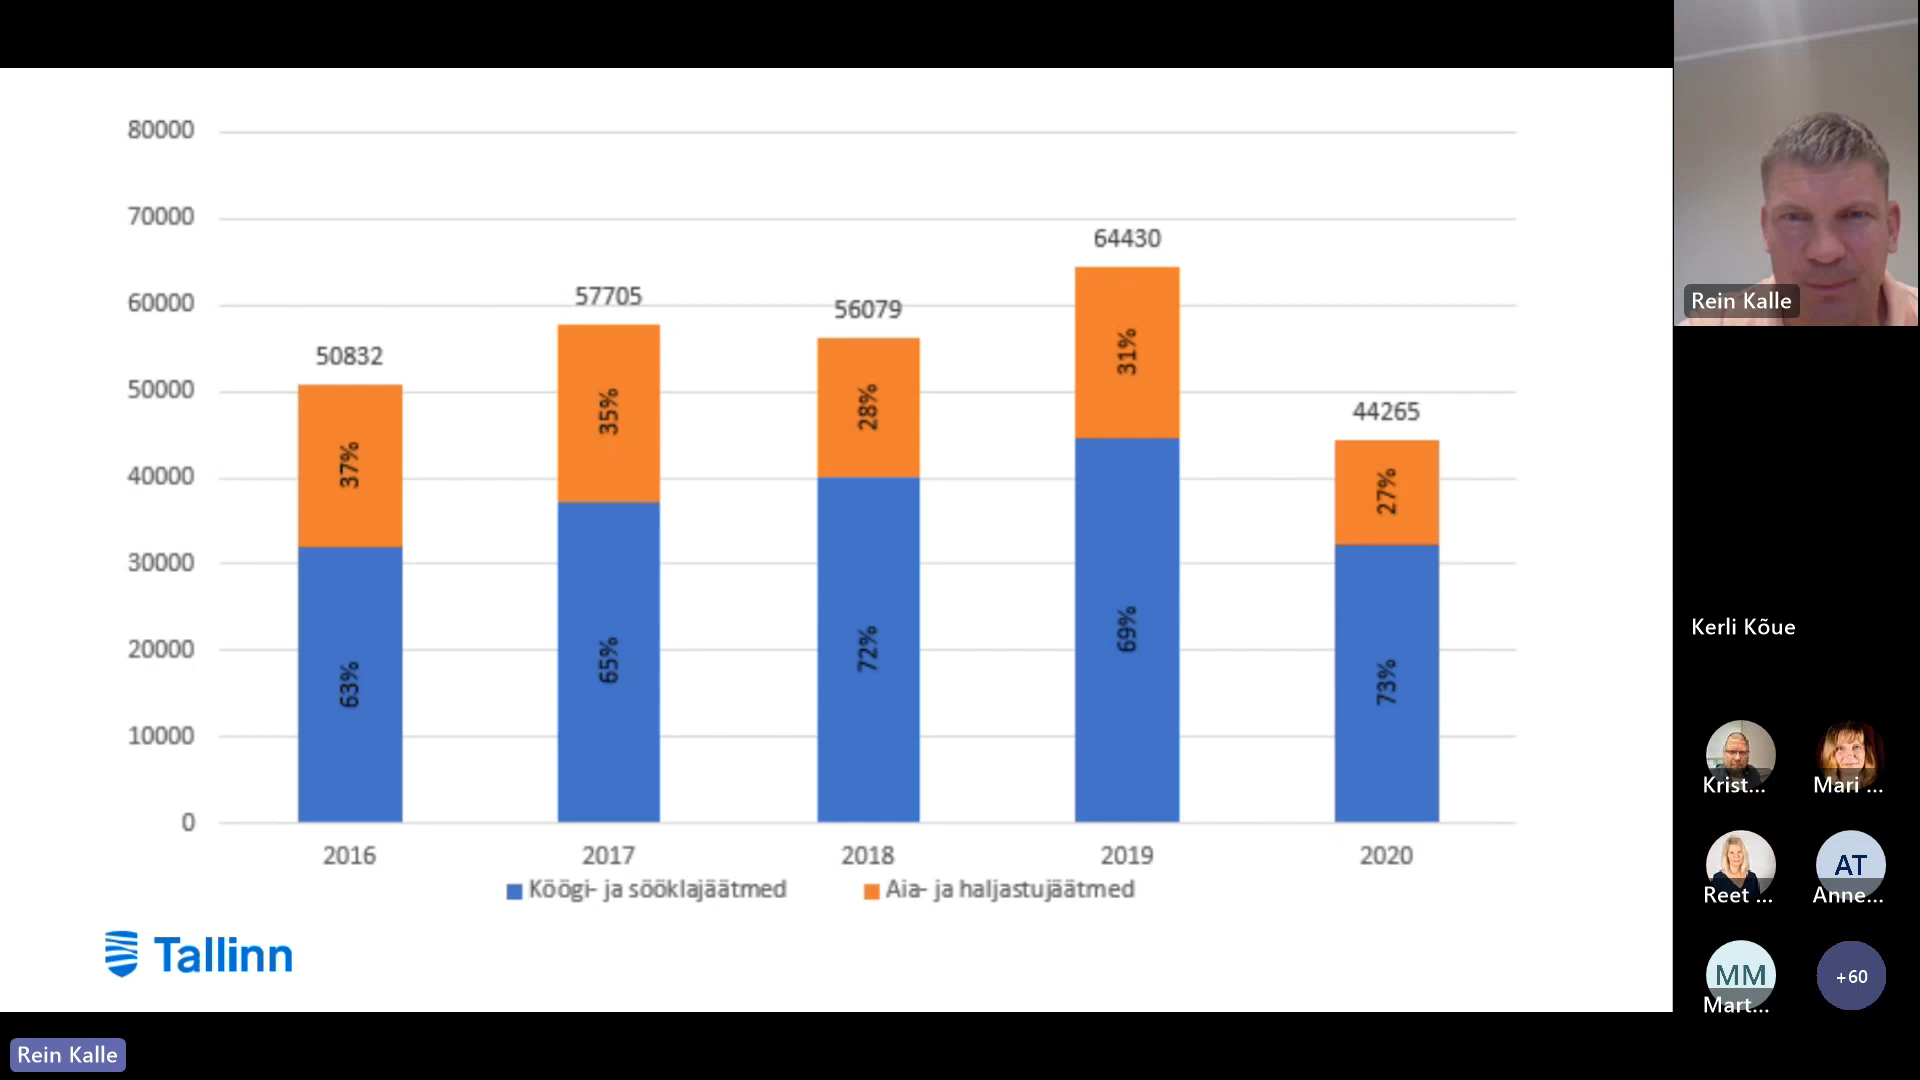 80000
70000
60000
50000
40000
30000
20000
10000
0
50832
57705
56079
64430
44265
37%
35%
28%
31%
27%
63%
65%
72%
69%
73%
2016 2017 2018 2019 2020
Köögi- ja sööklajäätmed Aia- ja haljastujäätmed
Tallinn
Rein Kalle
Kerli Kõue
Krist... Mari ...
Reet ... AT
Anne...
MM
Mart... +60
Rein Kalle